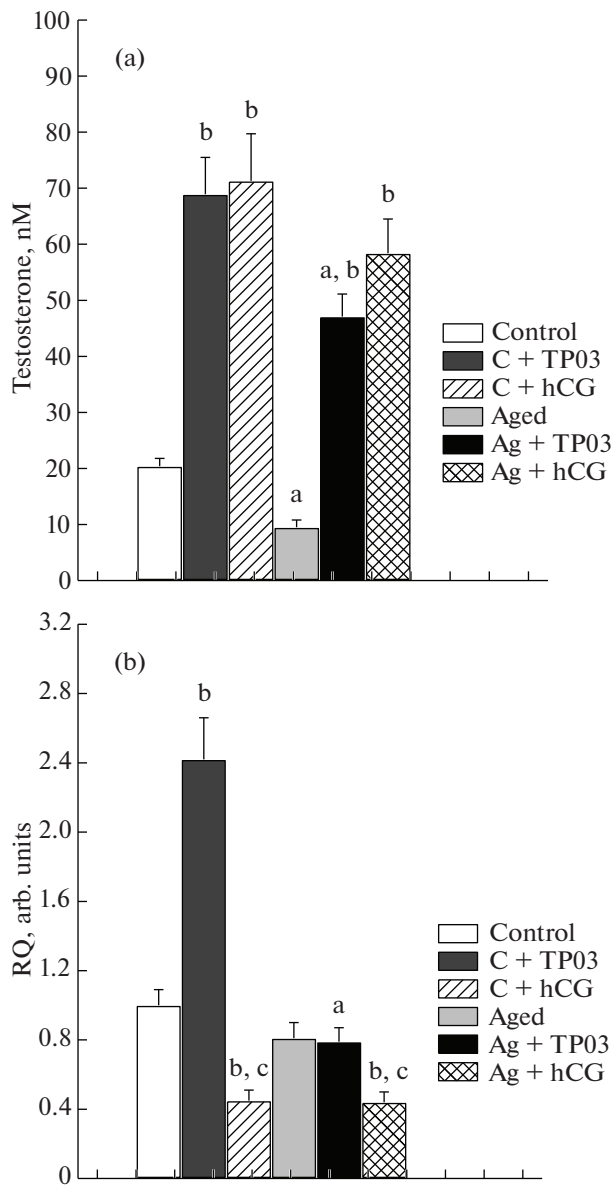 100
(a)
90
80
b
b
70
b
60
a, b
50
Testosterone, nM
Control
C + TP03
40
C + hCG
30
Aged
Ag + TP03
20
Ag + hCG
a
10
0
3.2
(b)
2.8
b
2.4
2.0
RQ, arb. units
1.6
Control
C + TP03
1.2
C + hCG
Aged
a
0.8
Ag + TP03
b, c
b, c
Ag + hCG
0.4
0